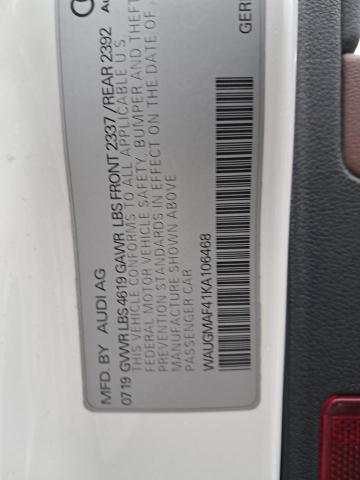 GER
MFD. BY AUDI AG
07 19 GVWR LBS 4619 GAWR LBS FRONT 2337 / REAR 2392
THIS VEHICLE CONFORMS TO ALL APPLICABLE U.S.
FEDERAL MOTOR VEHICLE SAFETY, BUMPER AND THEFT
PREVENTION STANDARDS IN EFFECT ON THE DATE OF
MANUFACTURE SHOWN ABOVE
PASSENGER CAR
WAUGMAF41KA106468